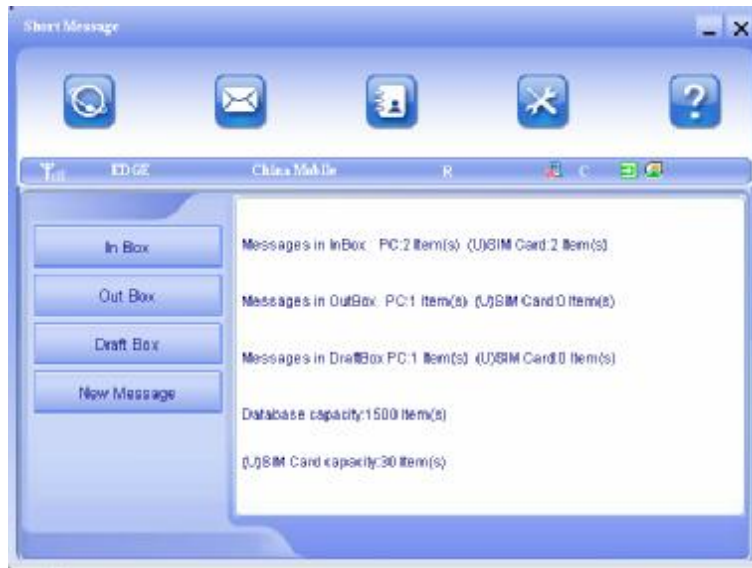 Short Message
EDGE China Mobile R C
In Box
Out Box
Draft Box
New Message
Messages in InBox PC:2 Item(s) (U)SIM Card:2 Item(s)
Messages in OutBox PC:1 Item(s) (U)SIM Card:0 Item(s)
Messages in DraftBox PC:1 Item(s) (U)SIM Card:0 Item(s)
Database capacity:1500 Item(s)
(U)SIM Card capacity:30 Item(s)